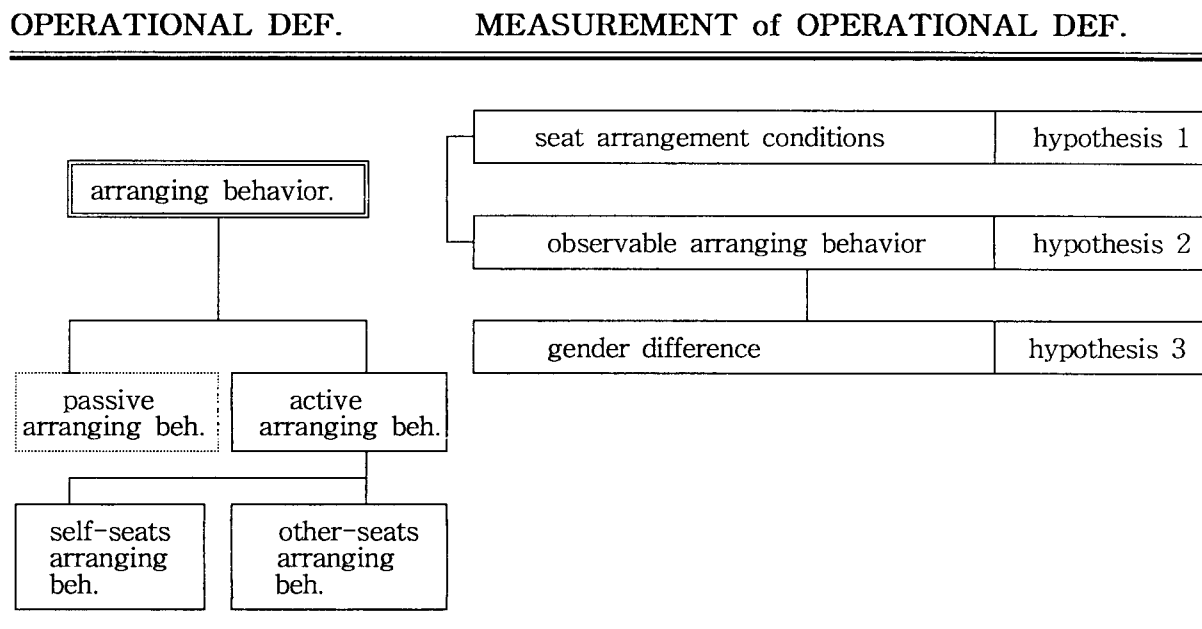 OPERATIONAL DEF.
MEASUREMENT of OPERATIONAL DEF.
arranging behavior.
passive
arranging beh.
active
arranging beh.
self-seats
arranging
beh.
other-seats
arranging
beh.
seat arrangement conditions
hypothesis 1
observable arranging behavior
hypothesis 2
gender difference
hypothesis 3